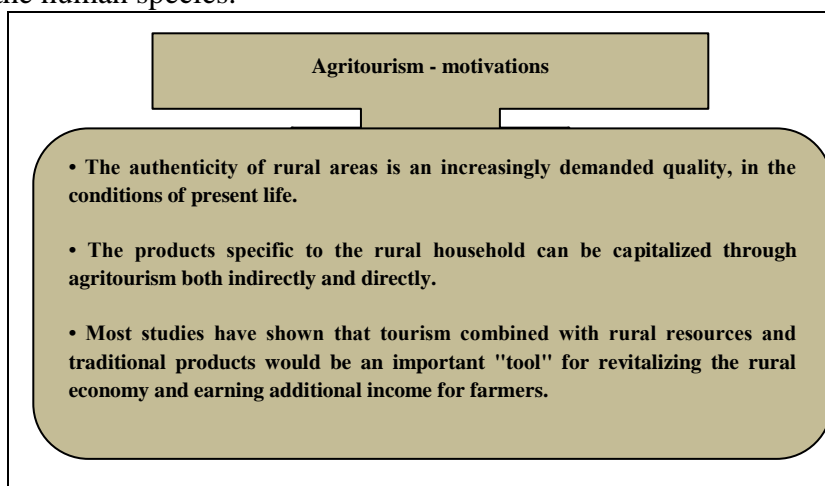 the human species.
Agritourism - motivations
• The authenticity of rural areas is an increasingly demanded quality, in the
conditions of present life.
• The products specific to the rural household can be capitalized through
agritourism both indirectly and directly.
• Most studies have shown that tourism combined with rural resources and
traditional products would be an important "tool" for revitalizing the rural
economy and earning additional income for farmers.